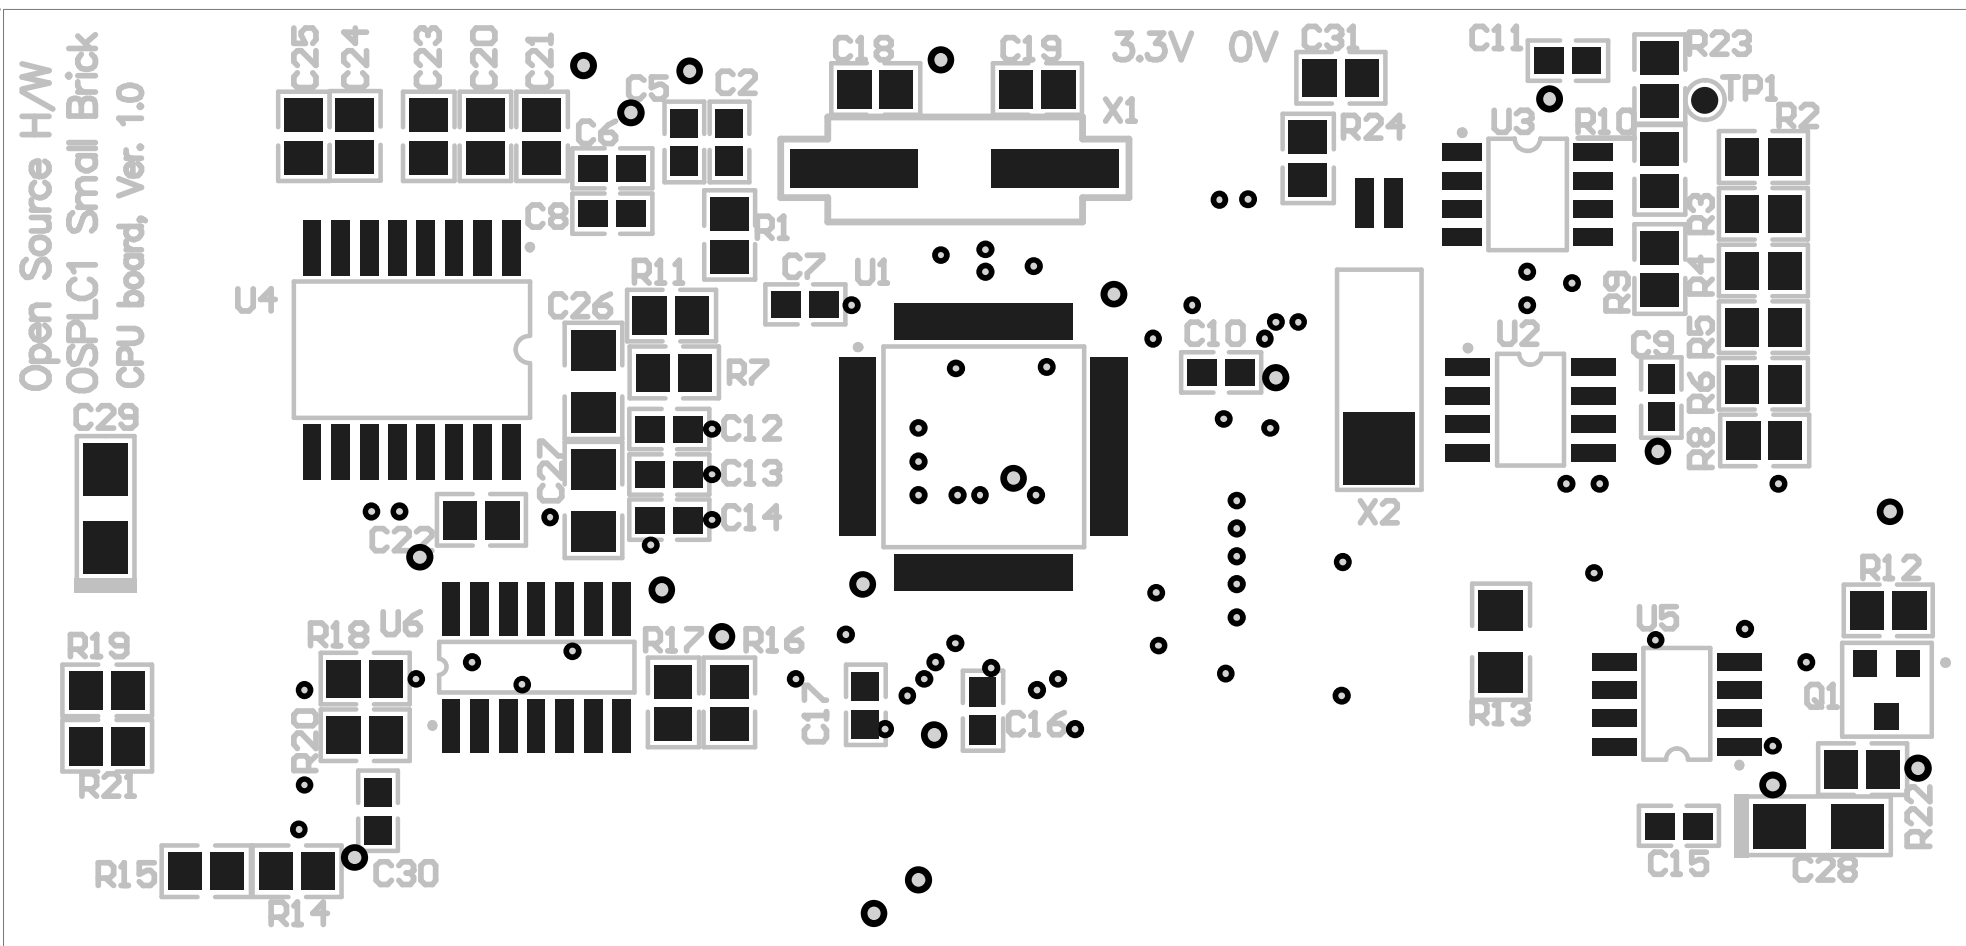 Open Source H/W
OSPLC1 Small Brick
CPU board, Ver. 1.0
C25
C24
C23
C20
C21
C5
C2
C18
C19
3.3V 0V
C31
C11
R23
TP1
X1
C6
R24
U3
R10
R2
C8
R1
R3
U4
R11
C7
U1
C26
R4
R9
C10
U2
C9
R5
R7
R6
C29
C12
R8
C27
C13
C22
C14
X2
R12
R19
R18
U6
R17
R16
U5
R13
Q1
C17
C16
R20
R21
R22
R15
C30
C15
C28
R14